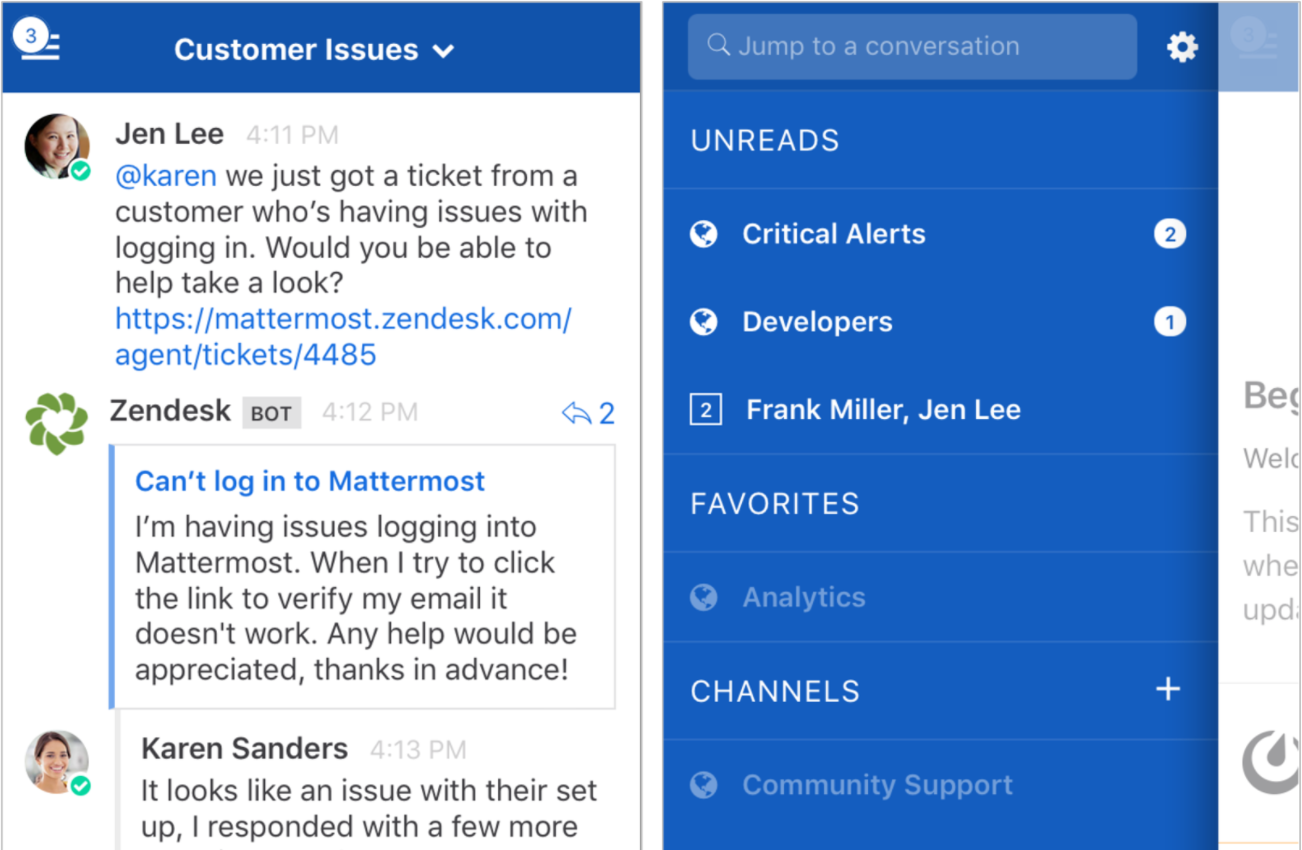 3
Customer Issues
Jen Lee 4:11 PM
@karen we just got a ticket from a
customer who’s having issues with
logging in. Would you be able to
help take a look?
https://mattermost.zendesk.com/
agent/tickets/4485
Zendesk BOT 4:12 PM 2
Can’t log in to Mattermost
I’m having issues logging into
Mattermost. When I try to click
the link to verify my email it
doesn't work. Any help would be
appreciated, thanks in advance!
Karen Sanders 4:13 PM
It looks like an issue with their set
up, I responded with a few more
Jump to a conversation
UNREADS
Critical Alerts 2
Developers 1
2 Frank Miller, Jen Lee
FAVORITES
Analytics
CHANNELS +
Community Support
3
Beg
Welc
This
whe
upda